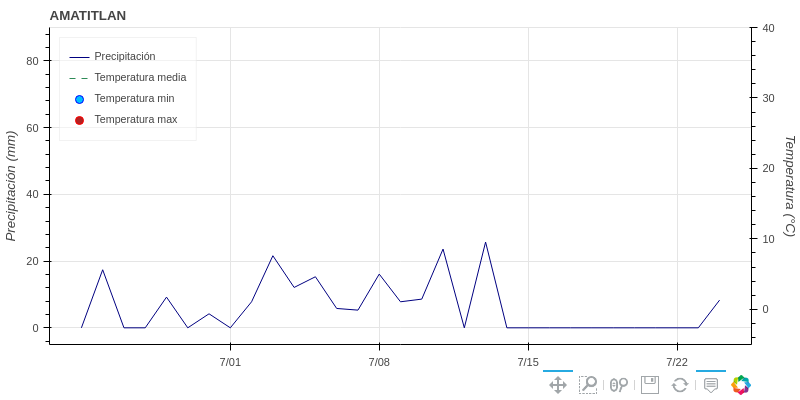 AMATITLAN
Precipitación
Temperatura media
Temperatura min
Temperatura max
Precipitación (mm)
80
60
40
20
0
Temperatura (°C)
40
30
20
10
0
7/01
7/08
7/15
7/22